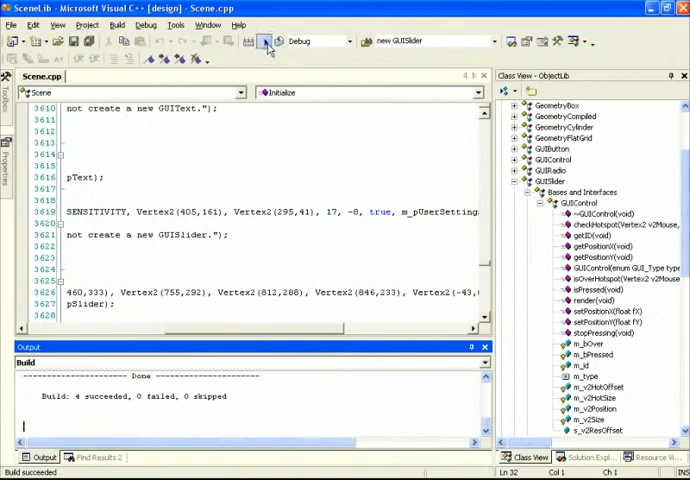 SceneLib - Microsoft Visual C++ [design] - Scene.cpp
File Edit View Project Build Debug Tools Window Help
Debug new GUISlider
Scene.cpp
Class View - ObjectLib
Toolbox
Properties
Scene Initialize
3610 not create a new GUIText.");
3611
3612
3613
3614
3615
3616 pText);
3617
3618
3619 SENSITIVITY, Vertex2(405,161), Vertex2(295,41), 17, -8, true, m_pUserSetting
3620
3621 not create a new GUISlider.");
3622
3623
3624
3625
3626 460,333), Vertex2(755,292), Vertex2(812,288), Vertex2(846,233), Vertex2(-43,
3627 pSlider);
3628
GeometryBox
GeometryCompiled
GeometryCylinder
GeometryFlatGrid
GUIButton
GUIControl
GUIRadio
GUISlider
Bases and Interfaces
GUIControl
~GUIControl(void)
checkHotspot(Vertex2 v2Mouse,
getID(void)
getPositionX(void)
getPositionY(void)
GUIControl(enum GUI_Type type
isOverHotspot(Vertex2 v2Mouse
isPressed(void)
render(void)
setPositionX(float fX)
setPositionY(float fY)
stopPressing(void)
m_bOver
m_bPressed
m_id
m_type
m_v2HotOffset
m_v2HotSize
m_v2Position
m_v2Size
s_v2ResOffset
Output
Build
---------------------- Done ----------------------
Build: 4 succeeded, 0 failed, 0 skipped
Output Find Results 2
Class View Solution Expl... Resource Vi...
Build succeeded Ln 32 Col 1 Ch 1 INS